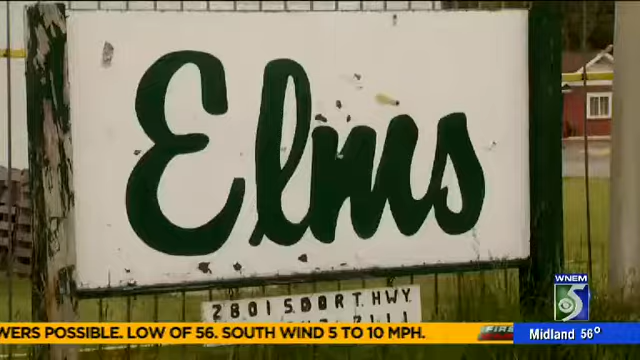 Elms
2801 S. DORT. HWY.
WNEM
5
WERS POSSIBLE. LOW OF 56. SOUTH WIND 5 TO 10 MPH.
FIRST
Midland 56°